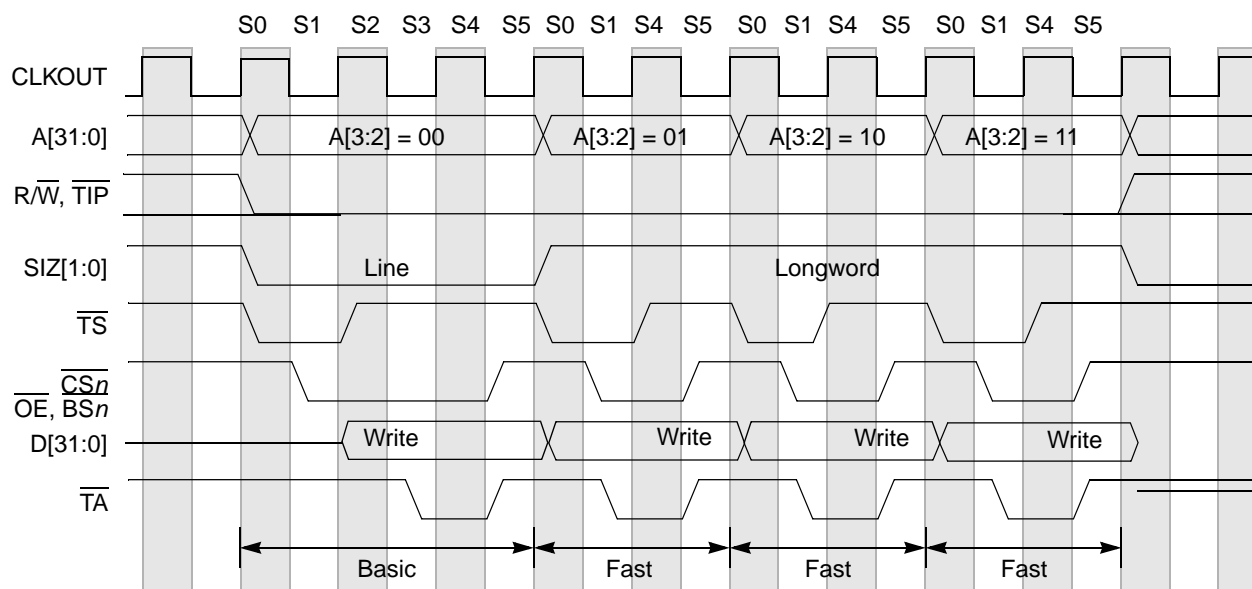 S0 S1 S2 S3 S4 S5 S0 S1 S4 S5 S0 S1 S4 S5 S0 S1 S4 S5
CLKOUT
A[31:0] A[3:2] = 00 A[3:2] = 01 A[3:2] = 10 A[3:2] = 11
R/W, TIP
SIZ[1:0] Line Longword
TS
CSn
OE, BSn
D[31:0] Write Write Write Write
TA
Basic Fast Fast Fast